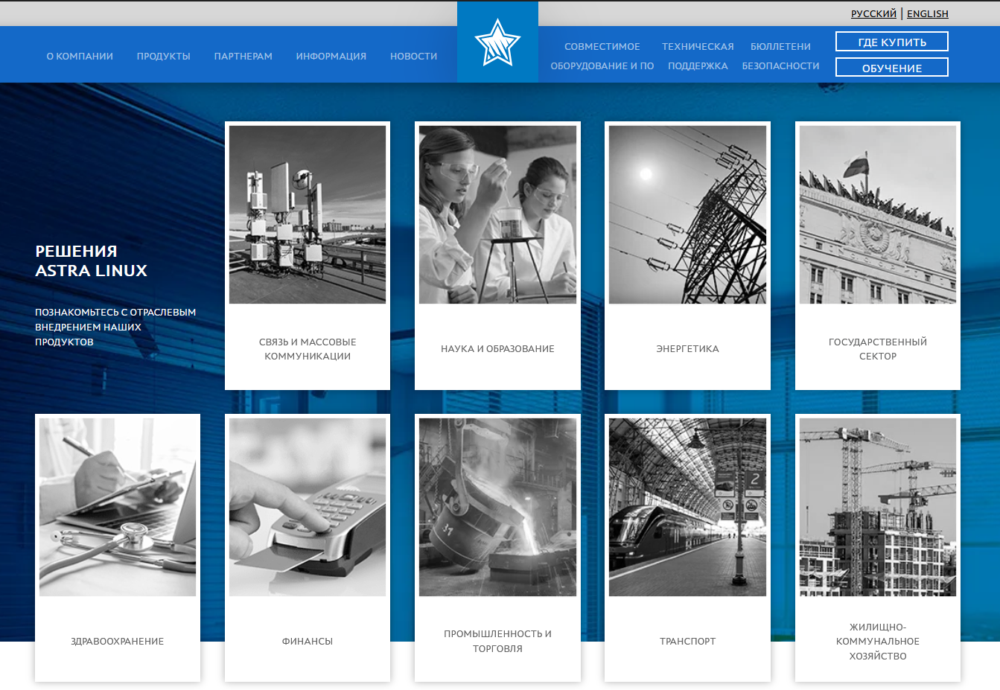 РУССКИЙ | ENGLISH
О КОМПАНИИ ПРОДУКТЫ ПАРТНЕРАМ ИНФОРМАЦИЯ НОВОСТИ
СОВМЕСТИМОЕ
ОБОРУДОВАНИЕ И ПО
ТЕХНИЧЕСКАЯ
ПОДДЕРЖКА
БЮЛЛЕТЕНИ
БЕЗОПАСНОСТИ
ГДЕ КУПИТЬ
ОБУЧЕНИЕ
РЕШЕНИЯ
ASTRA LINUX
ПОЗНАКОМЬТЕСЬ С ОТРАСЛЕВЫМ
ВНЕДРЕНИЕМ НАШИХ
ПРОДУКТОВ
СВЯЗЬ И МАССОВЫЕ
КОММУНИКАЦИИ
НАУКА И ОБРАЗОВАНИЕ
ЭНЕРГЕТИКА
ГОСУДАРСТВЕННЫЙ
СЕКТОР
ЗДРАВООХРАНЕНИЕ
ФИНАНСЫ
31
ПРОМЫШЛЕННОСТЬ И
ТОРГОВЛЯ
2
ТРАНСПОРТ
ЖИЛИЩНО-
КОММУНАЛЬНОЕ
ХОЗЯЙСТВО